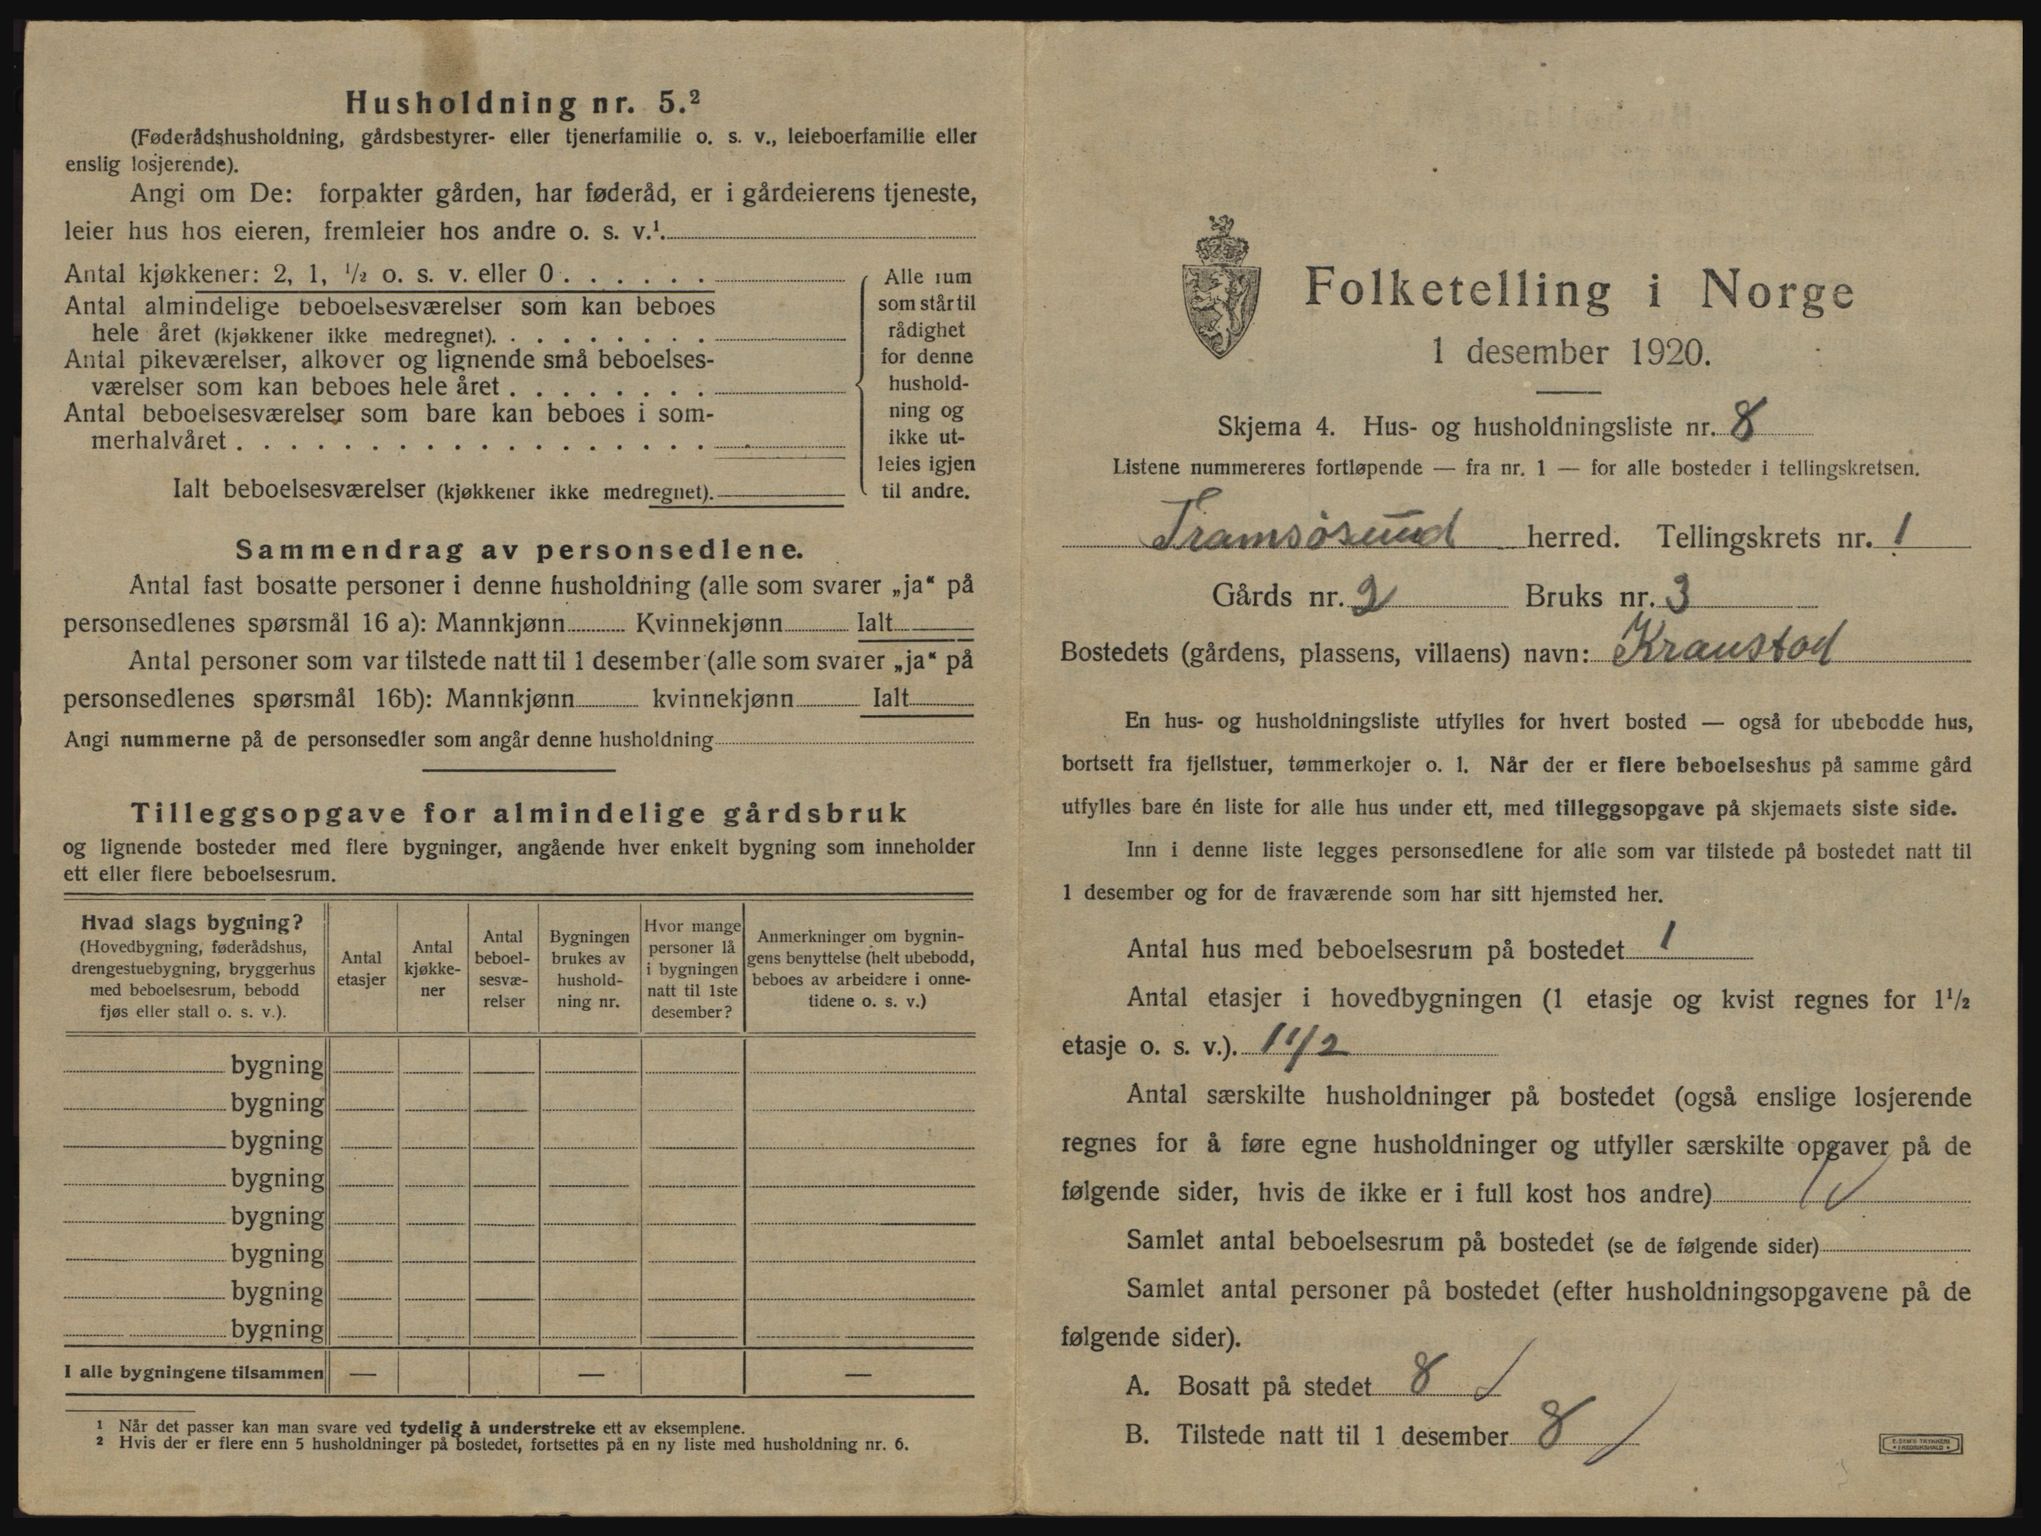 Husholdning nr. 5.²
(Føderådshusholdning, gårdsbestyrer- eller tjenerfamilie o. s. v., leieboerfamilie eller
enslig losjerende).
Angi om De: forpakter gården, har føderåd, er i gårdeierens tjeneste,
leier hus hos eieren, fremleier hos andre o. s. v.¹
Antal kjøkkener: 2, 1, ½ o. s. v. eller 0 . . . . . .
Antal almindelige beboelsesværelser som kan beboes
hele året (kjøkkener ikke medregnet). . . . . . . . .
Antal pikeværelser, alkover og lignende små beboelses-
værelser som kan beboes hele året . . . . . . . .
Antal beboelsesværelser som bare kan beboes i som-
merhalvåret . . . . . . . . . . . . . . . . . .
Ialt beboelsesværelser (kjøkkener ikke medregnet).
Alle rum
som står til
rådighet
for denne
hushold-
ning og
ikke ut-
leies igjen
til andre.
Sammendrag av personsedlene.
Antal fast bosatte personer i denne husholdning (alle som svarer „ja“ på
personsedlenes spørsmål 16 a): Mannkjønn Kvinnekjønn Ialt
Antal personer som var tilstede natt til 1 desember (alle som svarer „ja“ på
personsedlenes spørsmål 16b): Mannkjønn kvinnekjønn Ialt
Angi nummerne på de personsedler som angår denne husholdning
Tilleggsopgave for almindelige gårdsbruk
og lignende bosteder med flere bygninger, angående hver enkelt bygning som inneholder
ett eller flere beboelsesrum.
Hvad slags bygning?
(Hovedbygning, føderådshus,
drengestuebygning, bryggerhus
med beboelsesrum, bebodd
fjøs eller stall o. s. v.).
Antal
etasjer
Antal
kjøkke-
ner
Antal
beboel-
sesvæ-
relser
Bygningen
brukes av
hushold-
ning nr.
Hvor mange
personer lå
i bygningen
natt til 1ste
desember?
Anmerkninger om bygnin-
gens benyttelse (helt ubebodd,
beboes av arbeidere i onne-
tidene o. s. v.)
bygning
bygning
bygning
bygning
bygning
bygning
bygning
bygning
I alle bygningene tilsammen — — —
¹ Når det passer kan man svare ved tydelig å understreke ett av eksemplene.
² Hvis der er flere enn 5 husholdninger på bostedet, fortsettes på en ny liste med husholdning nr. 6.
Folketelling i Norge
1 desember 1920.
Skjema 4. Hus- og husholdningsliste nr. 8
Listene nummereres fortløpende — fra nr. 1 — for alle bosteder i tellingskretsen.
Tramsøsund herred. Tellingskrets nr. 1
Gårds nr. 2 Bruks nr. 3
Bostedets (gårdens, plassens, villaens) navn: Kraustad
En hus- og husholdningsliste utfylles for hvert bosted — også for ubebodde hus,
bortsett fra fjellstuer, tømmerkojer o. l. Når der er flere beboelseshus på samme gård
utfylles bare én liste for alle hus under ett, med tilleggsopgave på skjemaets siste side.
Inn i denne liste legges personsedlene for alle som var tilstede på bostedet natt til
1 desember og for de fraværende som har sitt hjemsted her.
Antal hus med beboelsesrum på bostedet 1
Antal etasjer i hovedbygningen (1 etasje og kvist regnes for 1½
etasje o. s. v.). 1 1/2
Antal særskilte husholdninger på bostedet (også enslige losjerende
regnes for å føre egne husholdninger og utfyller særskilte opgaver på de
følgende sider, hvis de ikke er i full kost hos andre) 1
Samlet antal beboelsesrum på bostedet (se de følgende sider)
Samlet antal personer på bostedet (efter husholdningsopgavene på de
følgende sider).
A. Bosatt på stedet 8
B. Tilstede natt til 1 desember 8